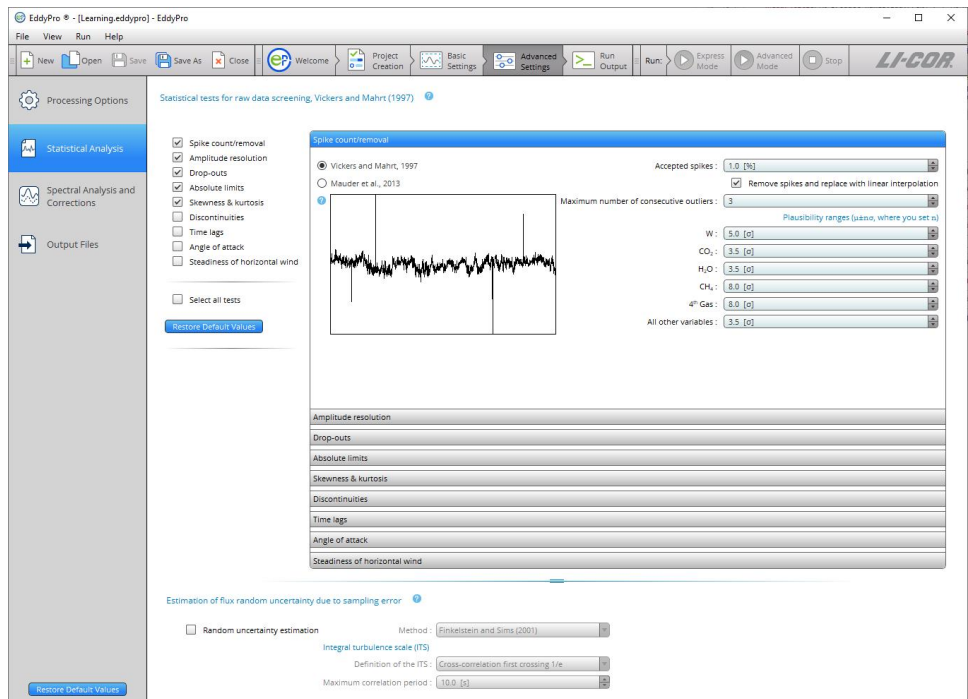 EddyPro ® - [Learning.eddypro] - EddyPro
File View Run Help
New Open Save Save As Close Welcome Project Creation Basic Settings Advanced Settings Run Output Run: Express Mode Advanced Mode Stop LI-COR.
Processing Options
Statistical Analysis
Spectral Analysis and
Corrections
Output Files
Restore Default Values
Statistical tests for raw data screening, Vickers and Mahrt (1997) ?
Spike count/removal
Amplitude resolution
Drop-outs
Absolute limits
Skewness & kurtosis
Discontinuities
Time lags
Angle of attack
Steadiness of horizontal wind
Select all tests
Restore Default Values
Spike count/removal
Vickers and Mahrt, 1997
Mauder et al., 2013
?
Accepted spikes : 1.0 [%]
Remove spikes and replace with linear interpolation
Maximum number of consecutive outliers : 3
Plausibility ranges (μ±nσ, where you set n)
W : 5.0 [σ]
CO₂ : 3.5 [σ]
H₂O : 3.5 [σ]
CH₄ : 8.0 [σ]
4ᵗʰ Gas : 8.0 [σ]
All other variables : 3.5 [σ]
Amplitude resolution
Drop-outs
Absolute limits
Skewness & kurtosis
Discontinuities
Time lags
Angle of attack
Steadiness of horizontal wind
Estimation of flux random uncertainty due to sampling error ?
Random uncertainty estimation
Method : Finkelstein and Sims (2001)
Integral turbulence scale (ITS)
Definition of the ITS : Cross-correlation first crossing 1/e
Maximum correlation period : 10.0 [s]